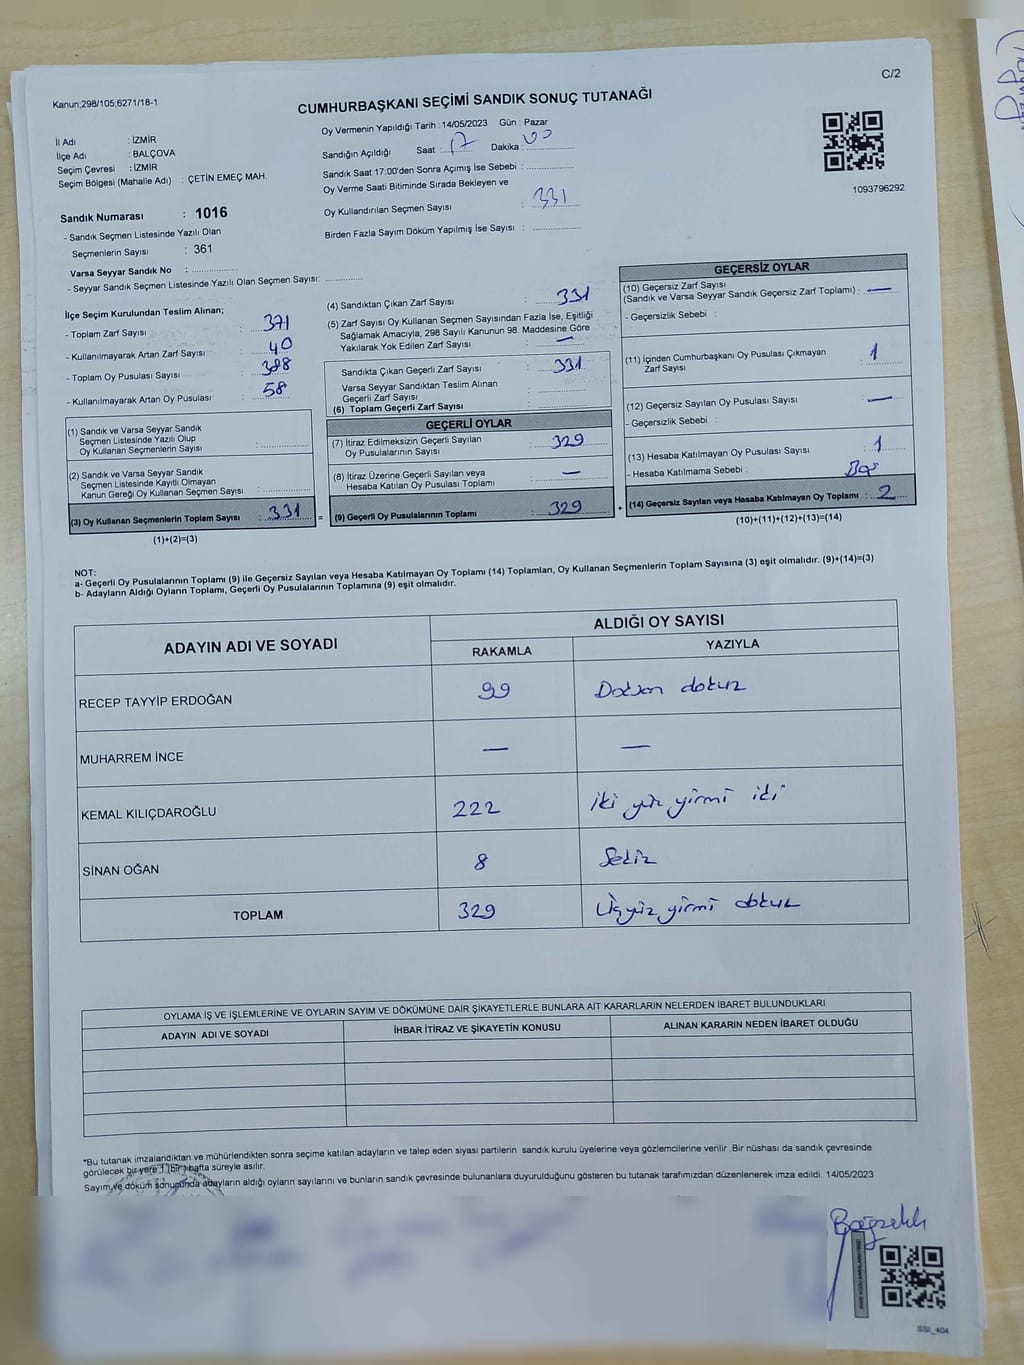 C/2
Kanun;298/105;6271/18-1
CUMHURBAŞKANI SEÇİMİ SANDIK SONUÇ TUTANAĞI
İl Adı : İZMİR
İlçe Adı : BALÇOVA
Seçim Çevresi : İZMİR
Seçim Bölgesi (Mahalle Adı) : ÇETİN EMEÇ MAH.
Sandık Numarası : 1016
- Sandık Seçmen Listesinde Yazılı Olan
Seçmenlerin Sayısı : 361
Varsa Seyyar Sandık No :
- Seyyar Sandık Seçmen Listesinde Yazılı Olan Seçmen Sayısı:
Oy Vermenin Yapıldığı Tarih : 14/05/2023 Gün : Pazar
Sandığın Açıldığı Saat : 17 Dakika : 00
Sandık Saat 17:00'den Sonra Açımış İse Sebebi :
Oy Verme Saati Bitiminde Sırada Bekleyen ve
Oy Kullandırılan Seçmen Sayısı : 331
Birden Fazla Sayım Döküm Yapılmış İse Sayısı :
1093796292
İlçe Seçim Kurulundan Teslim Alınan;
- Toplam Zarf Sayısı : 371
- Kullanılmayarak Artan Zarf Sayısı : 40
- Toplam Oy Pusulası Sayısı : 388
- Kullanılmayarak Artan Oy Pusulası : 58
(1) Sandık ve Varsa Seyyar Sandık
Seçmen Listesinde Yazılı Olup
Oy Kullanan Seçmenlerin Sayısı :
(2) Sandık ve Varsa Seyyar Sandık
Seçmen Listesinde Kayıtlı Olmayan
Kanun Gereği Oy Kullanan Seçmen Sayısı :
(3) Oy Kullanan Seçmenlerin Toplam Sayısı : 331 =
(1)+(2)=(3)
(4) Sandıktan Çıkan Zarf Sayısı : 331
(5) Zarf Sayısı Oy Kullanan Seçmen Sayısından Fazla İse, Eşitliği
Sağlamak Amacıyla; 298 Sayılı Kanunun 98. Maddesine Göre
Yakılarak Yok Edilen Zarf Sayısı : —
Sandıkta Çıkan Geçerli Zarf Sayısı : 331
Varsa Seyyar Sandıktan Teslim Alınan
Geçerli Zarf Sayısı :
(6) Toplam Geçerli Zarf Sayısı :
GEÇERLİ OYLAR
(7) İtiraz Edilmeksizin Geçerli Sayılan
Oy Pusulalarının Sayısı : 329
(8) İtiraz Üzerine Geçerli Sayılan veya
Hesaba Katılan Oy Pusulası Toplamı : —
(9) Geçerli Oy Pusulalarının Toplamı : 329 +
GEÇERSİZ OYLAR
(10) Geçersiz Zarf Sayısı
(Sandık ve Varsa Seyyar Sandık Geçersiz Zarf Toplamı) : —
- Geçersizlik Sebebi :
(11) İçinden Cumhurbaşkanı Oy Pusulası Çıkmayan
Zarf Sayısı : 1
(12) Geçersiz Sayılan Oy Pusulası Sayısı : —
- Geçersizlik Sebebi :
(13) Hesaba Katılmayan Oy Pusulası Sayısı : 1
- Hesaba Katılmama Sebebi : Boş
(14) Geçersiz Sayılan veya Hesaba Katılmayan Oy Toplamı : 2
(10)+(11)+(12)+(13)=(14)
NOT:
a- Geçerli Oy Pusulalarının Toplamı (9) ile Geçersiz Sayılan veya Hesaba Katılmayan Oy Toplamı (14) Toplamları, Oy Kullanan Seçmenlerin Toplam Sayısına (3) eşit olmalıdır. (9)+(14)=(3)
b- Adayların Aldığı Oyların Toplamı, Geçerli Oy Pusulalarının Toplamına (9) eşit olmalıdır.
ADAYIN ADI VE SOYADI ALDIĞI OY SAYISI
RAKAMLA YAZIYLA
RECEP TAYYİP ERDOĞAN 99 Doksan dokuz
MUHARREM İNCE — —
KEMAL KILIÇDAROĞLU 222 iki yüz yirmi iki
SİNAN OĞAN 8 Sekiz
TOPLAM 329 Üçyüz yirmi dokuz
OYLAMA İŞ VE İŞLEMLERİNE VE OYLARIN SAYIM VE DÖKÜMÜNE DAİR ŞİKAYETLERLE BUNLARA AİT KARARLARIN NELERDEN İBARET BULUNDUKLARI
ADAYIN ADI VE SOYADI İHBAR İTİRAZ VE ŞİKAYETİN KONUSU ALINAN KARARIN NEDEN İBARET OLDUĞU
*Bu tutanak imzalandıktan ve mühürlendikten sonra seçime katılan adayların ve talep eden siyasi partilerin sandık kurulu üyelerine veya gözlemcilerine verilir .Bir nüshası da sandık çevresinde
görülecek bir yere 1 (bir) hafta süreyle asılır.
Sayım ve döküm sonucunda adayların aldığı oyların sayılarını ve bunların sandık çevresinde bulunanlara duyurulduğunu gösteren bu tutanak tarafımızdan düzenlenerek imza edildi. 14/05/2023
SSI_404